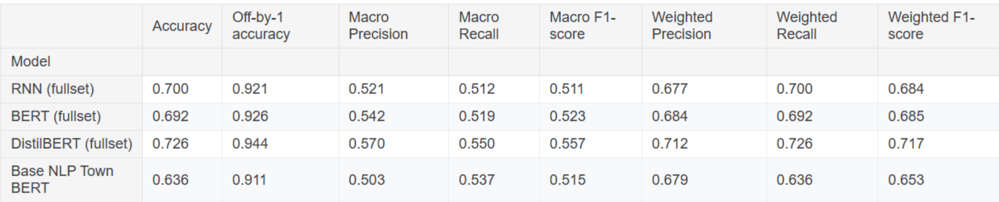 Accuracy Off-by-1 accuracy Macro Precision Macro Recall Macro F1-score Weighted Precision Weighted Recall Weighted F1-score
Model
RNN (fullset) 0.700 0.921 0.521 0.512 0.511 0.677 0.700 0.684
BERT (fullset) 0.692 0.926 0.542 0.519 0.523 0.684 0.692 0.685
DistilBERT (fullset) 0.726 0.944 0.570 0.550 0.557 0.712 0.726 0.717
Base NLP Town BERT 0.636 0.911 0.503 0.537 0.515 0.679 0.636 0.653